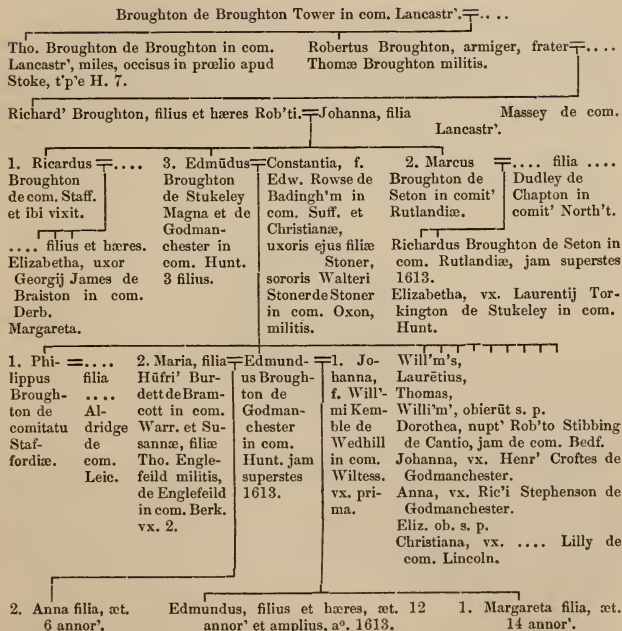 Broughton de Broughton Tower in com. Lancastr'.=....
Tho. Broughton de Broughton in com.
Lancastr', miles, occisus in prœlio apud
Stoke, t'p'e H. 7.
Robertus Broughton, armiger, frater=....
Thomæ Broughton militis.
Richard' Broughton, filius et hæres Rob'ti.=Johanna, filia Massey de com.
Lancastr'.
1. Ricardus =....
Broughton
de com. Staff.
et ibi vixit.
.... filius et hæres.
Elizabetha, uxor
Georgij James de
Braiston in com.
Derb.
Margareta.
3. Edmūdus=
Broughton
de Stukeley
Magna et de
Godman-
chester in
com. Hunt.
3 filius.
Constantia, f.
Edw. Rowse de
Badingh'm in
com. Suff. et
Christianæ,
uxoris ejus filiæ
Stoner,
sororis Walteri
Stoner de Stoner
in com. Oxon,
militis.
2. Marcus =.... filia ....
Broughton de
Seton in comit'
Rutlandiæ.
Dudley de
Chapton in
comit' North't.
Richardus Broughton de Seton in
com. Rutlandiæ, jam superstes
1613.
Elizabetha, vx. Laurentij Tor-
kington de Stukeley in com.
Hunt.
1. Phi- =....
lippus
Brough-
ton de
comitatu
Staf-
fordiæ.
filia
....
Al-
dridge
de
com.
Leic.
2. Maria, filia=
Hūfri' Bur-
dett de Bram-
cott in com.
Warr. et Su-
sannæ, filiæ
Tho. Engle-
feild militis,
de Englefeild
in com. Berk.
vx. 2.
Edmund- =
us Brough-
ton de
Godman-
chester
in com.
Hunt. jam
superstes
1613.
1. Jo-
hanna,
f. Will'-
mi Kem-
ble de
Wedhill
in com.
Wiltess.
vx. pri-
ma.
Will'm's,
Laurētius,
Thomas,
Willi'm', obierūt s. p.
Dorothea, nupt' Rob'to Stibbing
de Cantio, jam de com. Bedf.
Johanna, vx. Henr' Croftes de
Godmanchester.
Anna, vx. Ric'i Stephenson de
Godmanchester.
Eliz. ob. s. p.
Christiana, vx. .... Lilly de
com. Lincoln.
2. Anna filia, æt.
6 annor'.
Edmundus, filius et hæres, æt. 12
annor' et amplius, aº. 1613.
1. Margareta filia, æt.
14 annor'.